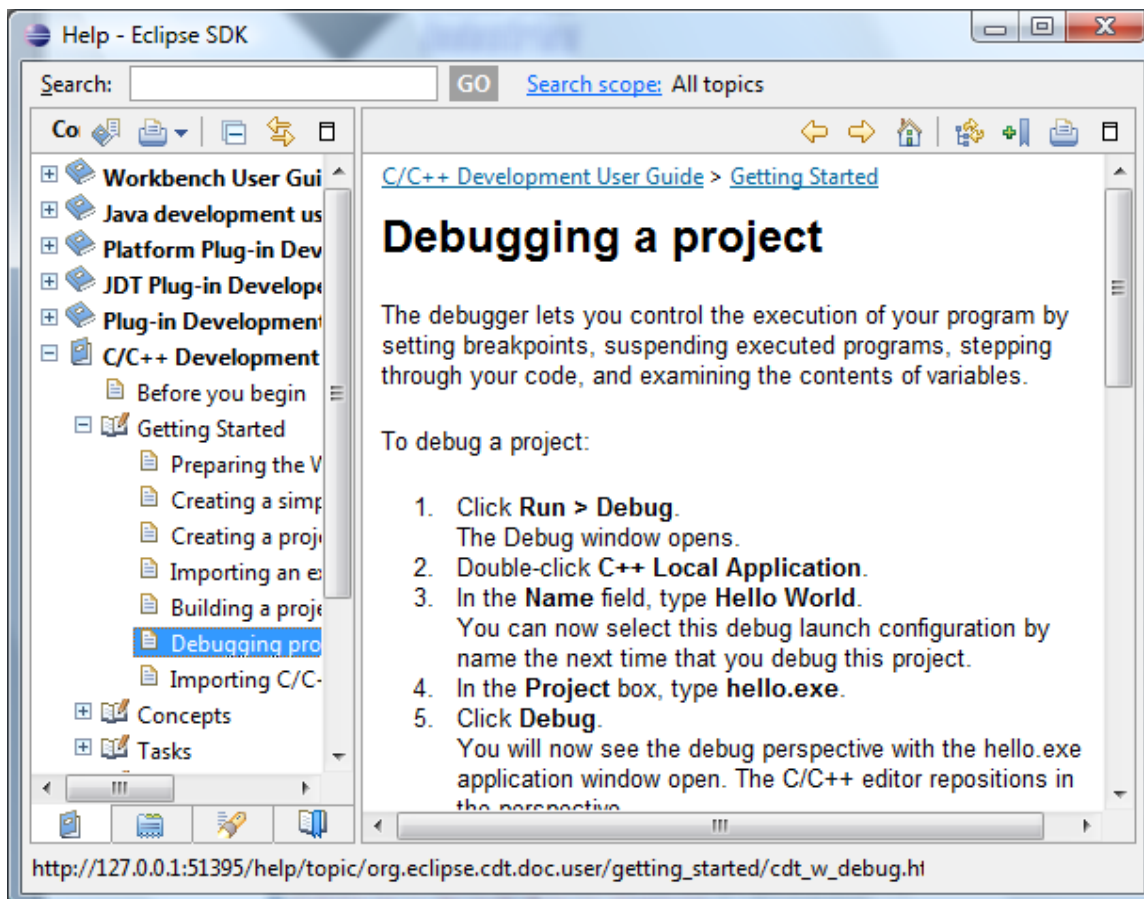 Help - Eclipse SDK
Search:
GO
Search scope: All topics
Co
Workbench User Gui
Java development us
Platform Plug-in Dev
JDT Plug-in Develope
Plug-in Development
C/C++ Development
Before you begin
Getting Started
Preparing the W
Creating a simp
Creating a proje
Importing an ex
Building a proje
Debugging pro
Importing C/C-
Concepts
Tasks
C/C++ Development User Guide > Getting Started
Debugging a project
The debugger lets you control the execution of your program by
setting breakpoints, suspending executed programs, stepping
through your code, and examining the contents of variables.
To debug a project:
1. Click Run > Debug.
The Debug window opens.
2. Double-click C++ Local Application.
3. In the Name field, type Hello World.
You can now select this debug launch configuration by
name the next time that you debug this project.
4. In the Project box, type hello.exe.
5. Click Debug.
You will now see the debug perspective with the hello.exe
application window open. The C/C++ editor repositions in
the perspective.
http://127.0.0.1:51395/help/topic/org.eclipse.cdt.doc.user/getting_started/cdt_w_debug.ht